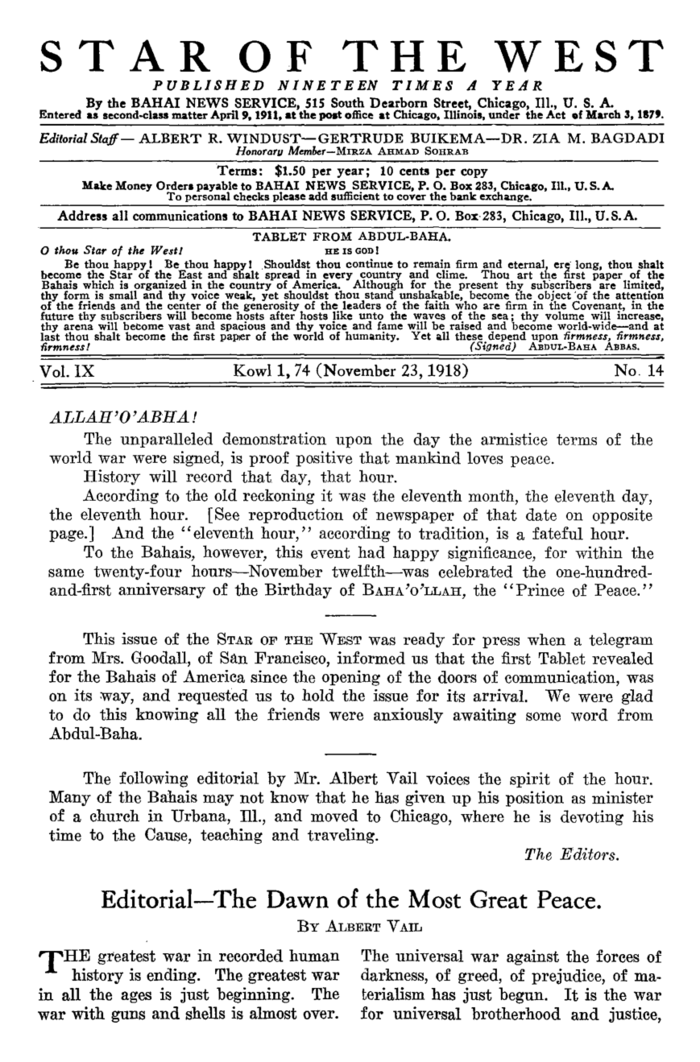 STAR OF THE WEST
PUBLISHED NINETEEN TIMES A YEAR
By the BAHAI NEWS SERVICE, 515 South Dearborn Street, Chicago, Ill., U. S. A.
Entered as second-class matter April 9, 1911, at the post office at Chicago, Illinois, under the Act of March 3, 1879.
Editorial Staff— ALBERT R. WINDUST—GERTRUDE BUIKEMA—DR. ZIA M. BAGDADI
Honorary Member—MIRZA AHMAD SOHRAB
Terms: $1.50 per year; 10 cents per copy
Make Money Orders payable to BAHAI NEWS SERVICE, P. O. Box 283, Chicago, Ill., U.S.A.
To personal checks please add sufficient to cover the bank exchange.
Address all communications to BAHAI NEWS SERVICE, P. O. Box 283, Chicago, Ill., U.S.A.
TABLET FROM ABDUL-BAHA.
O thou Star of the West! HE IS GOD!
Be thou happy! Be thou happy! Shouldst thou continue to remain firm and eternal, ere long, thou shalt
become the Star of the East and shalt spread in every country and clime. Thou art the first paper of the
Bahais which is organized in the country of America. Although for the present thy subscribers are limited,
thy form is small and thy voice weak, yet shouldst thou stand unshakable, become the object of the attention
of the friends and the center of the generosity of the leaders of the faith who are firm in the Covenant, in the
future thy subscribers will become hosts after hosts like unto the waves of the sea; thy volume will increase,
thy arena will become vast and spacious and thy voice and fame will be raised and become world-wide—and at
last thou shalt become the first paper of the world of humanity. Yet all these depend upon firmness, firmness,
firmness! (Signed) ABDUL-BAHA ABBAS.
Vol. IX Kowl 1, 74 (November 23, 1918) No. 14
ALLAH'O'ABHA!
The unparalleled demonstration upon the day the armistice terms of the
world war were signed, is proof positive that mankind loves peace.
History will record that day, that hour.
According to the old reckoning it was the eleventh month, the eleventh day,
the eleventh hour. [See reproduction of newspaper of that date on opposite
page.] And the "eleventh hour," according to tradition, is a fateful hour.
To the Bahais, however, this event had happy significance, for within the
same twenty-four hours—November twelfth—was celebrated the one-hundred-
and-first anniversary of the Birthday of BAHA'O'LLAH, the "Prince of Peace."
This issue of the STAR OF THE WEST was ready for press when a telegram
from Mrs. Goodall, of San Francisco, informed us that the first Tablet revealed
for the Bahais of America since the opening of the doors of communication, was
on its way, and requested us to hold the issue for its arrival. We were glad
to do this knowing all the friends were anxiously awaiting some word from
Abdul-Baha.
The following editorial by Mr. Albert Vail voices the spirit of the hour.
Many of the Bahais may not know that he has given up his position as minister
of a church in Urbana, Ill., and moved to Chicago, where he is devoting his
time to the Cause, teaching and traveling.
The Editors.
Editorial—The Dawn of the Most Great Peace.
BY ALBERT VAIL
THE greatest war in recorded human
history is ending. The greatest war
in all the ages is just beginning. The
war with guns and shells is almost over.
The universal war against the forces of
darkness, of greed, of prejudice, of ma-
terialism has just begun. It is the war
for universal brotherhood and justice,